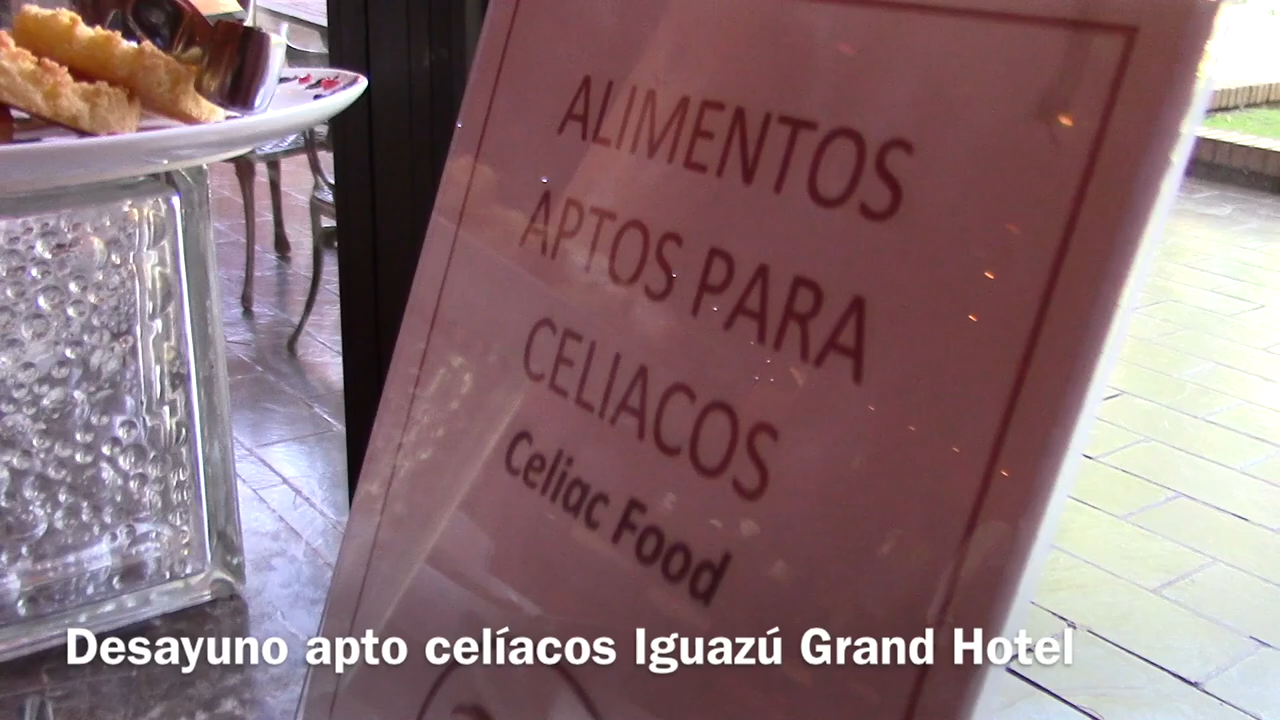 ALIMENTOS
APTOS PARA
CELIACOS
Celiac Food
Desayuno apto celíacos Iguazú Grand Hotel